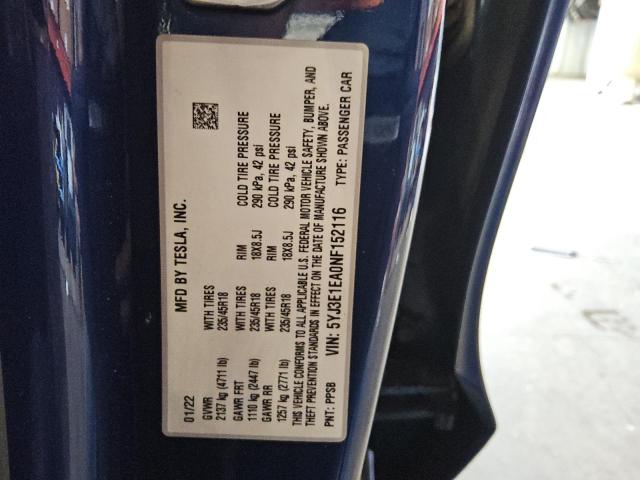 MFD BY TESLA, INC.
01/22
GVWR WITH TIRES RIM COLD TIRE PRESSURE
2137 kg (4711 lb) 235/45R18 18X8.5J 290 kPa, 42 psi
GAWR FRT WITH TIRES RIM COLD TIRE PRESSURE
1110 kg (2447 lb) 235/45R18 18X8.5J 290 kPa, 42 psi
GAWR RR WITH TIRES
1257 kg (2771 lb) 235/45R18
THIS VEHICLE CONFORMS TO ALL APPLICABLE U.S. FEDERAL MOTOR VEHICLE SAFETY, BUMPER, AND
THEFT PREVENTION STANDARDS IN EFFECT ON THE DATE OF MANUFACTURE SHOWN ABOVE.
VIN: 5YJ3E1EA0NF152116 TYPE: PASSENGER CAR
PNT: PPSB